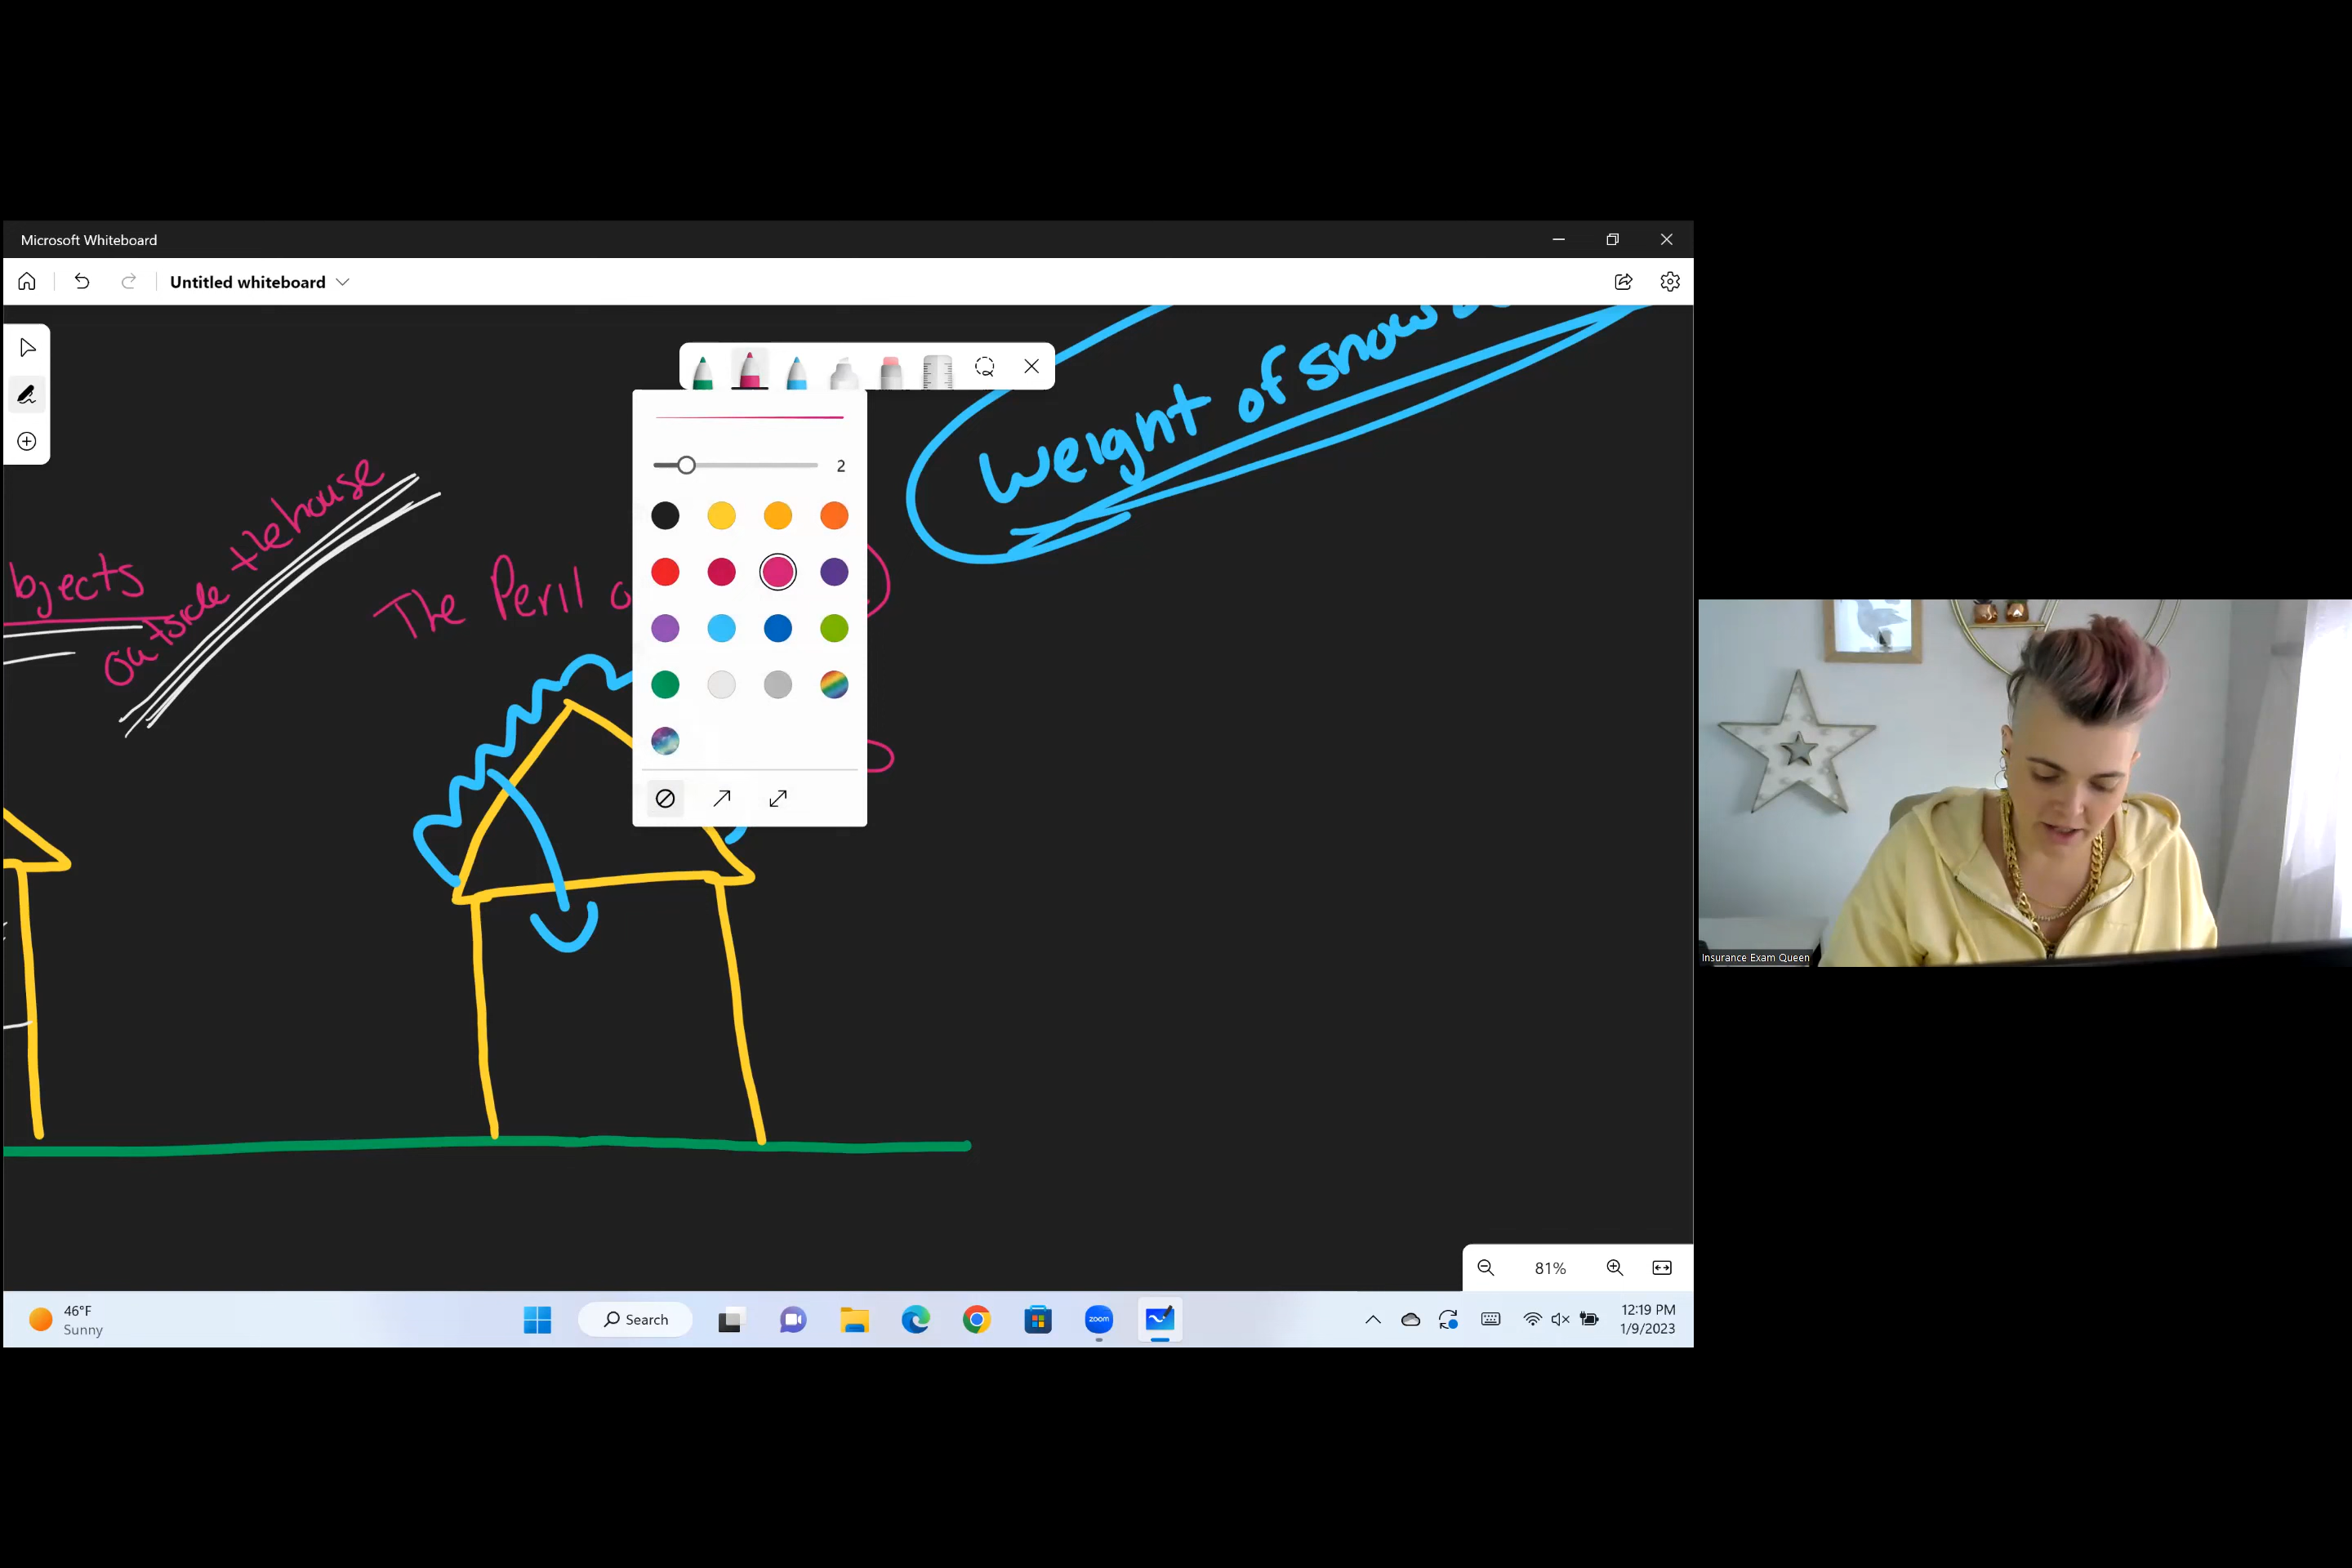 Microsoft Whiteboard
Untitled whiteboard
Weight of snow
2
bjects
outside the house
The Peril
Insurance Exam Queen
81%
46°F
Sunny
Search
zoom
12:19 PM
1/9/2023